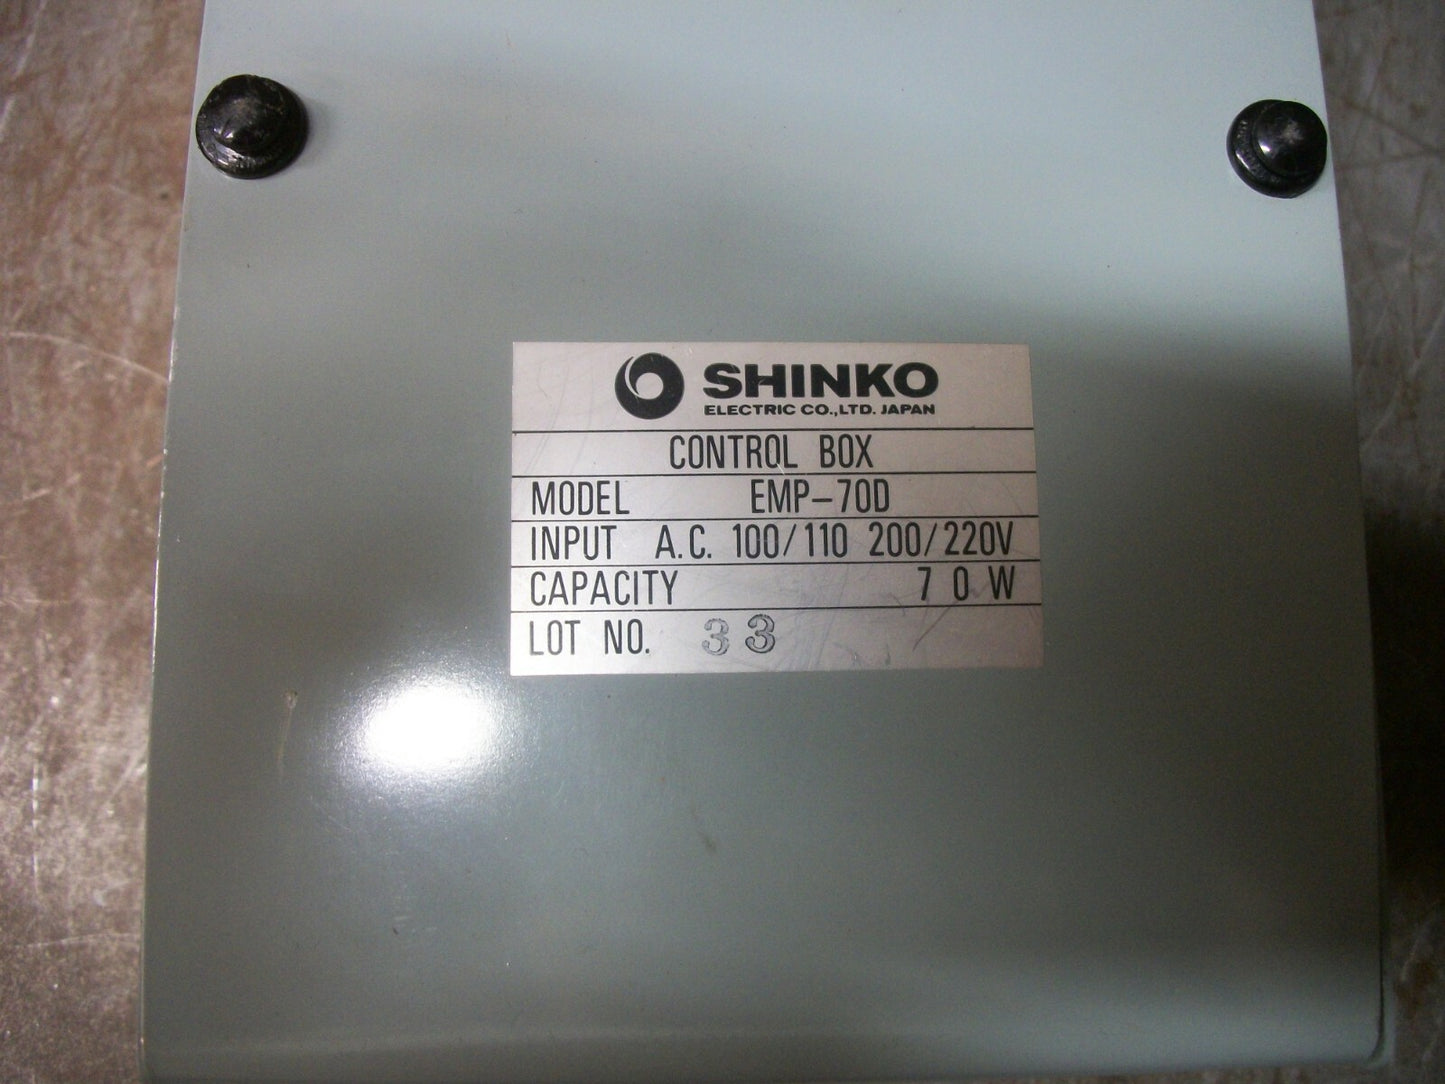 SHINKO
ELECTRIC CO.,LTD. JAPAN
CONTROL BOX
MODEL EMP-70D
INPUT A.C. 100/110 200/220V
CAPACITY 70W
LOT NO. 33